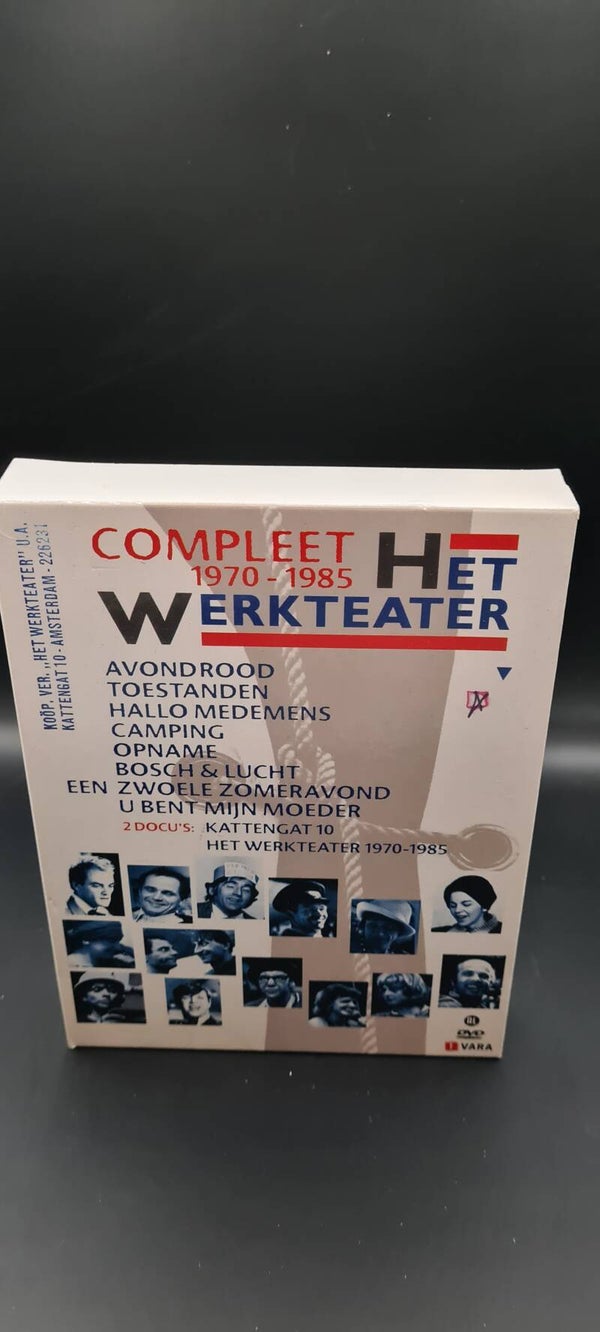 KOÖP. VER. „HET WERKTEATER" U.A.
KATTENGAT 10 - AMSTERDAM - 226231
COMPLEET
1970 - 1985
HET
WERKTEATER
AVONDROOD
TOESTANDEN
HALLO MEDEMENS
CAMPING
OPNAME
BOSCH & LUCHT
EEN ZWOELE ZOMERAVOND
U BENT MIJN MOEDER
2 DOCU'S: KATTENGAT 10
HET WERKTEATER 1970-1985
DVD
VARA